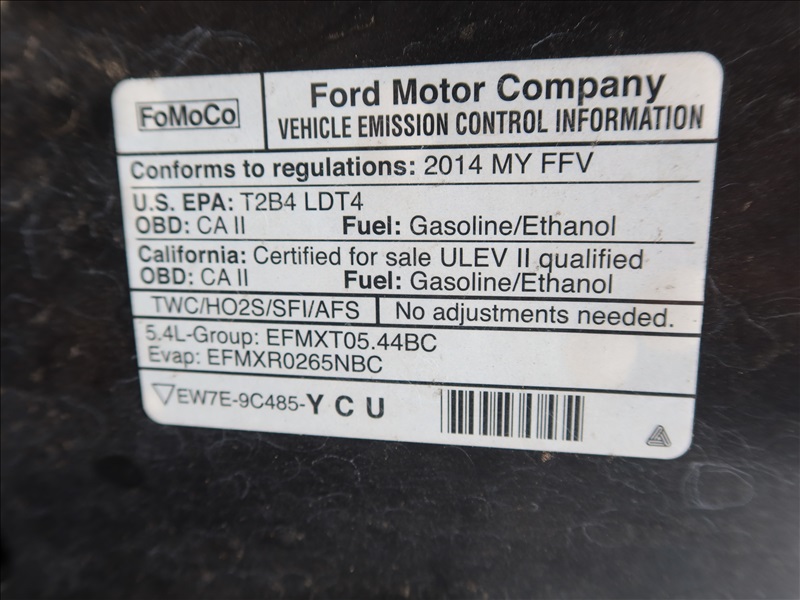 FoMoCo
Ford Motor Company
VEHICLE EMISSION CONTROL INFORMATION
Conforms to regulations: 2014 MY FFV
U.S. EPA: T2B4 LDT4
OBD: CA II Fuel: Gasoline/Ethanol
California: Certified for sale ULEV II qualified
OBD: CA II Fuel: Gasoline/Ethanol
TWC/HO2S/SFI/AFS No adjustments needed.
5.4L-Group: EFMXT05.44BC
Evap: EFMXR0265NBC
EW7E-9C485-Y C U